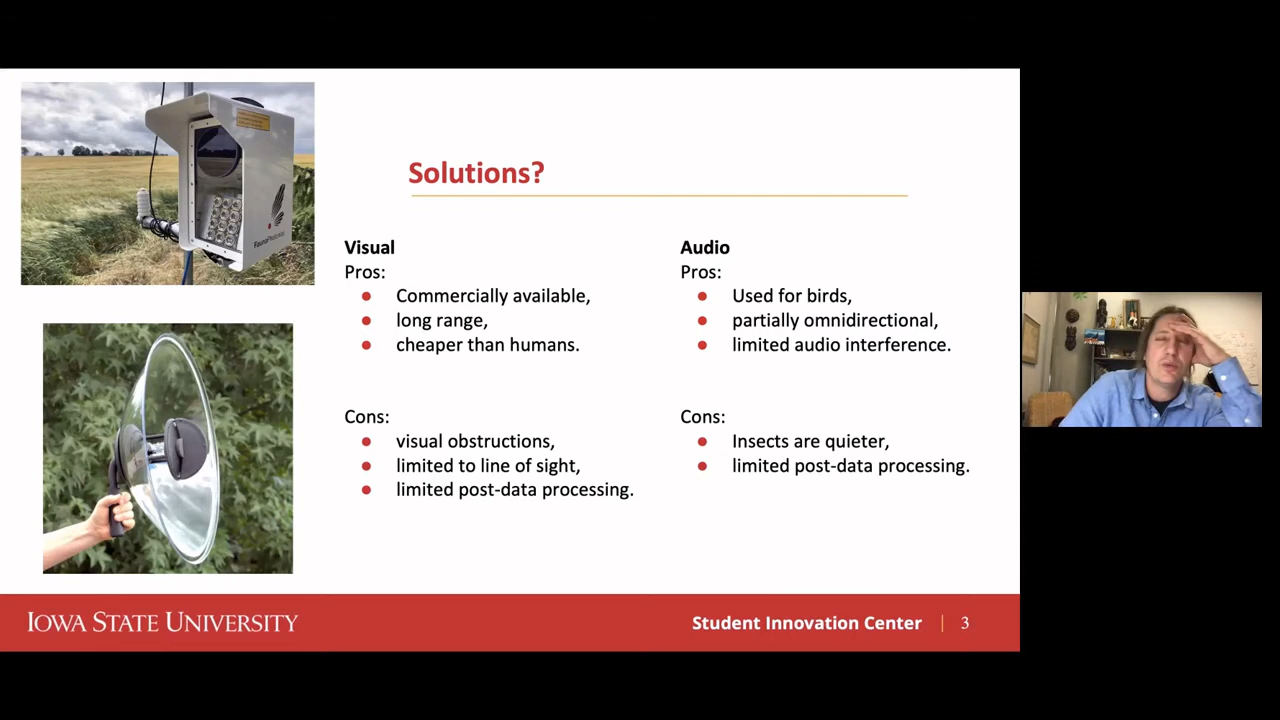 Solutions?
Visual
Pros:
Commercially available,
long range,
cheaper than humans.
Cons:
visual obstructions,
limited to line of sight,
limited post-data processing.
Audio
Pros:
Used for birds,
partially omnidirectional,
limited audio interference.
Cons:
Insects are quieter,
limited post-data processing.
IOWA STATE UNIVERSITY
Student Innovation Center | 3